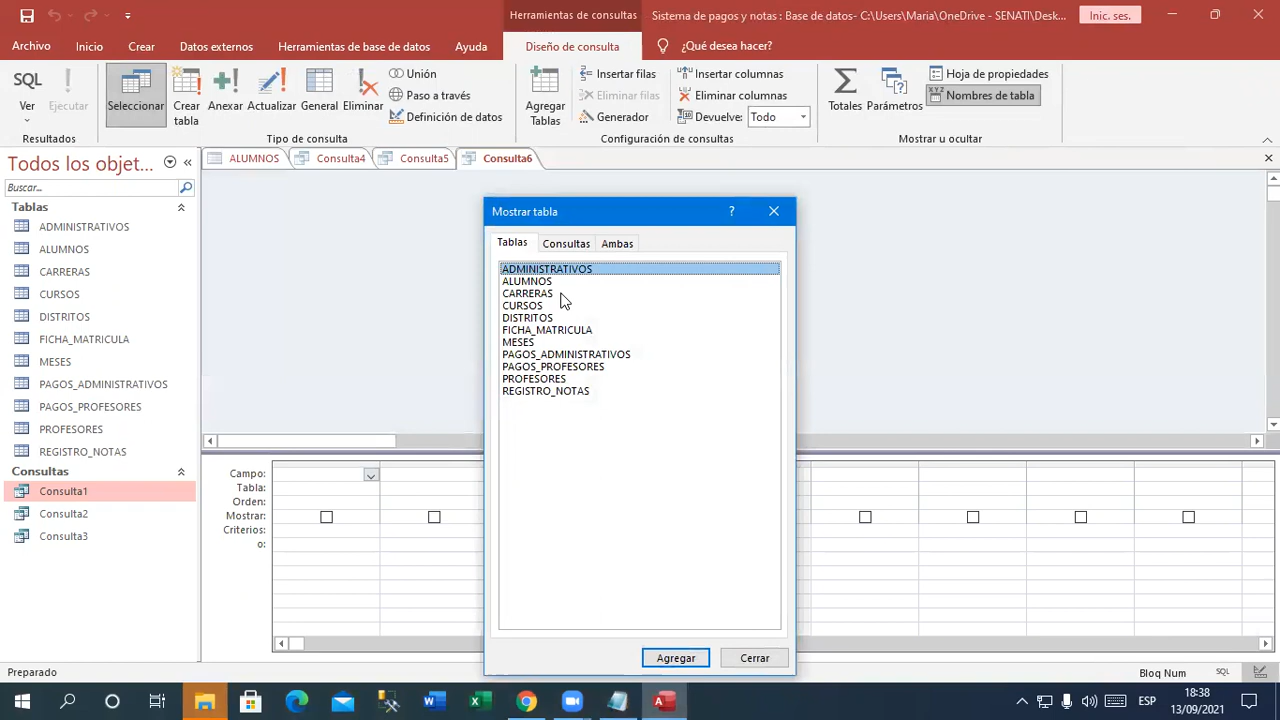 Herramientas de consultas
Sistema de pagos y notas : Base de datos- C:\Users\Maria\OneDrive - SENATI\Desk...
Inic. ses.
Archivo
Inicio
Crear
Datos externos
Herramientas de base de datos
Ayuda
Diseño de consulta
¿Qué desea hacer?
SQL
Ver
Ejecutar
Seleccionar
Crear
tabla
Anexar
Actualizar
General
Eliminar
Unión
Paso a través
Definición de datos
Agregar
Tablas
Insertar filas
Eliminar filas
Generador
Insertar columnas
Eliminar columnas
Devuelve:
Todo
Totales
Parámetros
Hoja de propiedades
XYZ
Nombres de tabla
Resultados
Tipo de consulta
Configuración de consultas
Mostrar u ocultar
Todos los objet...
«
ALUMNOS
Consulta4
Consulta5
Consulta6
Buscar...
Tablas
ADMINISTRATIVOS
ALUMNOS
CARRERAS
CURSOS
DISTRITOS
FICHA_MATRICULA
MESES
PAGOS_ADMINISTRATIVOS
PAGOS_PROFESORES
PROFESORES
REGISTRO_NOTAS
Consultas
Consulta1
Consulta2
Consulta3
Mostrar tabla
?
Tablas
Consultas
Ambas
ADMINISTRATIVOS
ALUMNOS
CARRERAS
CURSOS
DISTRITOS
FICHA_MATRICULA
MESES
PAGOS_ADMINISTRATIVOS
PAGOS_PROFESORES
PROFESORES
REGISTRO_NOTAS
Agregar
Cerrar
Campo:
Tabla:
Orden:
Mostrar:
Criterios:
o:
Preparado
Bloq Num
SQL
ESP
18:38
13/09/2021